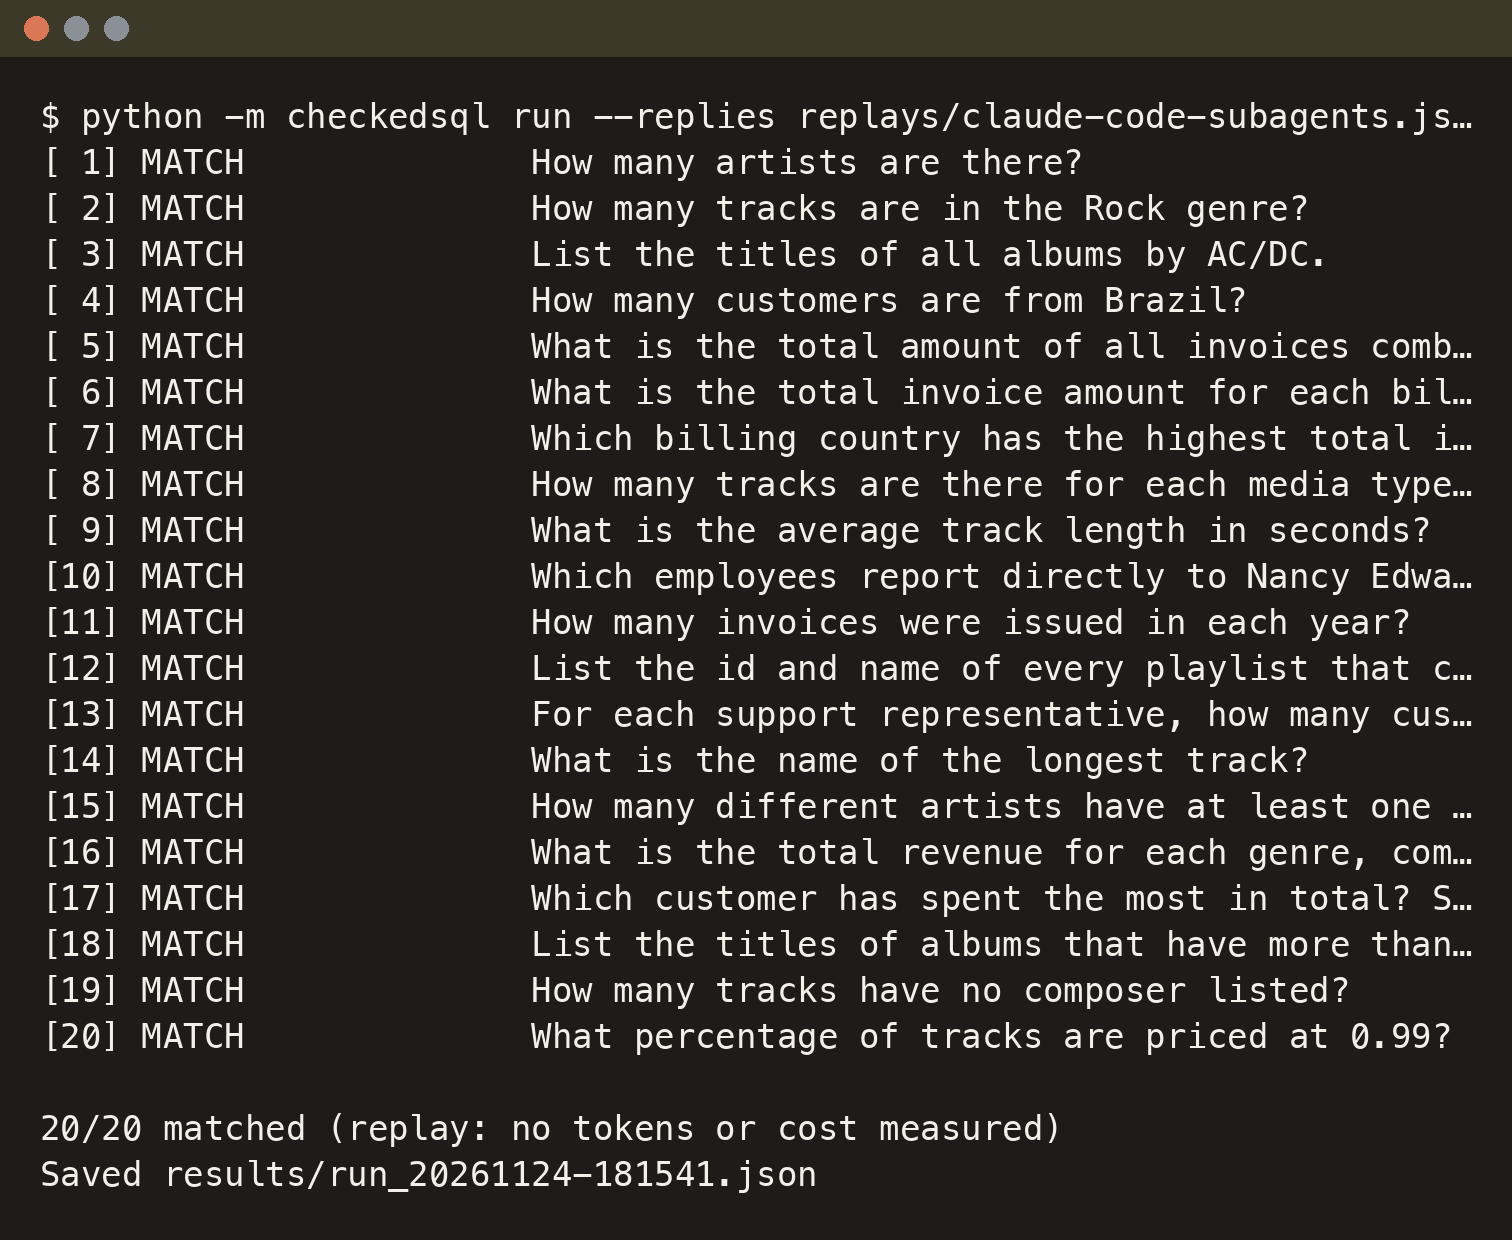 $ python -m checkedsql run --replies replays/claude-code-subagents.js…
[ 1] MATCH              How many artists are there?
[ 2] MATCH              How many tracks are in the Rock genre?
[ 3] MATCH              List the titles of all albums by AC/DC.
[ 4] MATCH              How many customers are from Brazil?
[ 5] MATCH              What is the total amount of all invoices comb…
[ 6] MATCH              What is the total invoice amount for each bil…
[ 7] MATCH              Which billing country has the highest total i…
[ 8] MATCH              How many tracks are there for each media type…
[ 9] MATCH              What is the average track length in seconds?
[10] MATCH              Which employees report directly to Nancy Edwa…
[11] MATCH              How many invoices were issued in each year?
[12] MATCH              List the id and name of every playlist that c…
[13] MATCH              For each support representative, how many cus…
[14] MATCH              What is the name of the longest track?
[15] MATCH              How many different artists have at least one …
[16] MATCH              What is the total revenue for each genre, com…
[17] MATCH              Which customer has spent the most in total? S…
[18] MATCH              List the titles of albums that have more than…
[19] MATCH              How many tracks have no composer listed?
[20] MATCH              What percentage of tracks are priced at 0.99?
20/20 matched (replay: no tokens or cost measured)
Saved results/run_20261124-181541.json